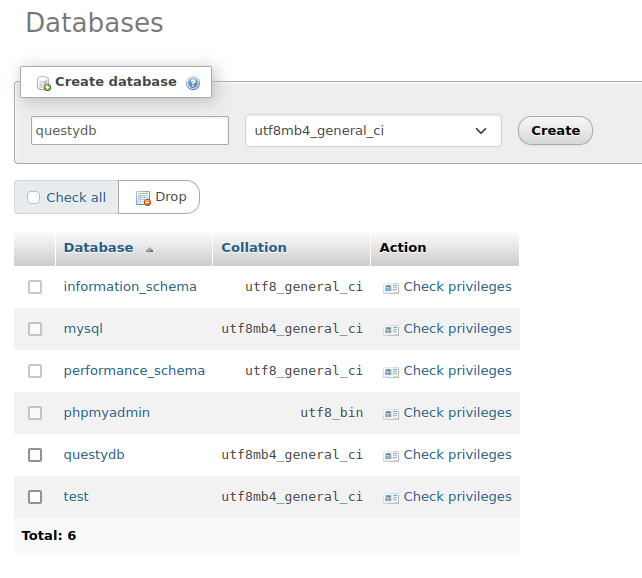 Databases
Create database
questydb utf8mb4_general_ci Create
Check all Drop
Database Collation Action
information_schema utf8_general_ci Check privileges
mysql utf8mb4_general_ci Check privileges
performance_schema utf8_general_ci Check privileges
phpmyadmin utf8_bin Check privileges
questydb utf8mb4_general_ci Check privileges
test utf8mb4_general_ci Check privileges
Total: 6